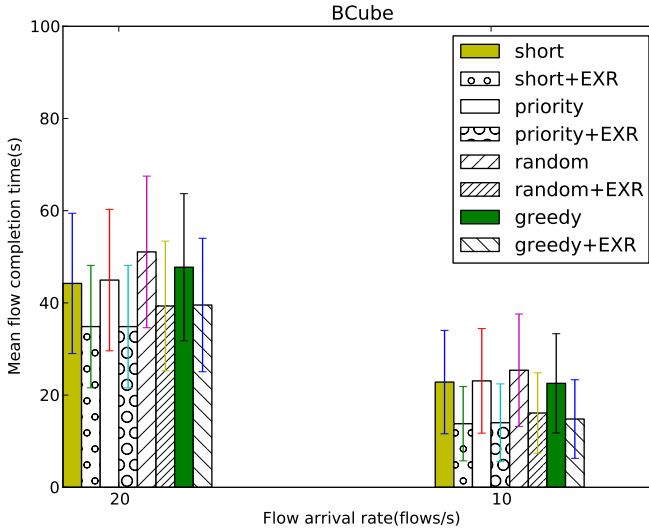 BCube
100
80
60
40
20
0
Mean flow completion time(s)
20
10
Flow arrival rate(flows/s)
short
short+EXR
priority
priority+EXR
random
random+EXR
greedy
greedy+EXR